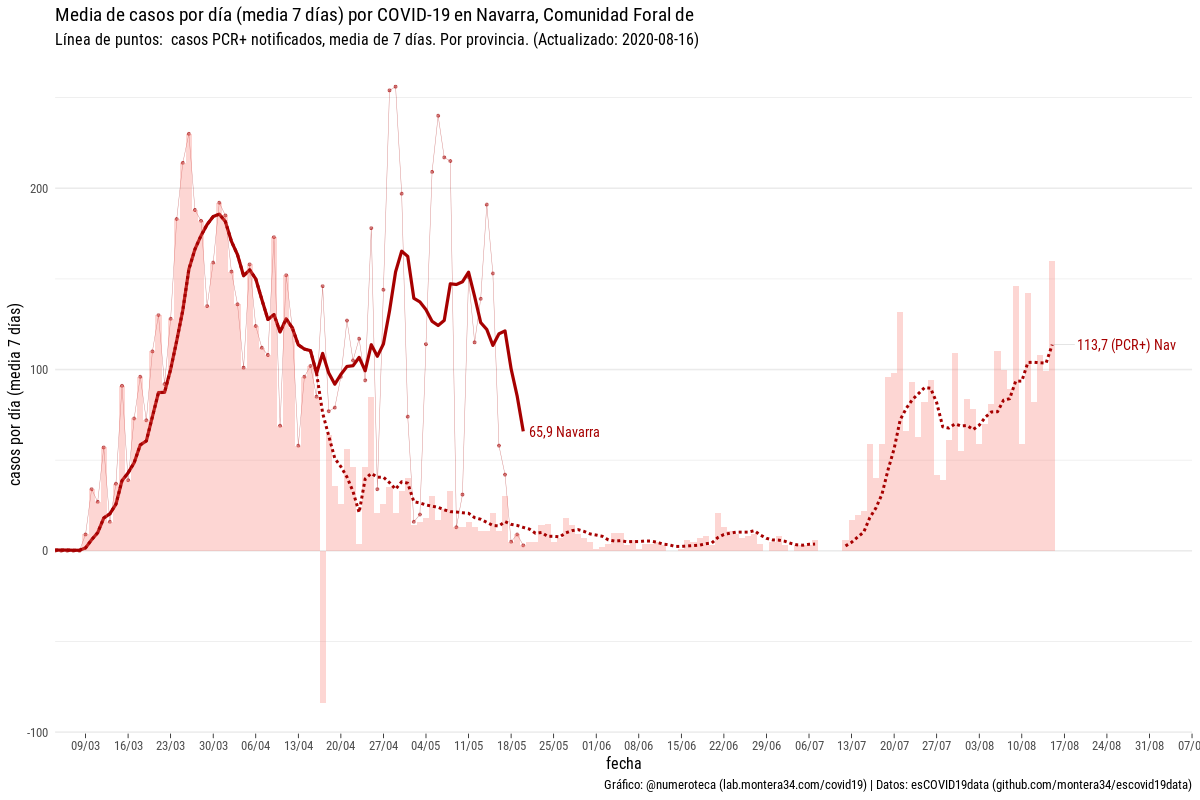 Media de casos por día (media 7 días) por COVID-19 en Navarra, Comunidad Foral de
Línea de puntos:  casos PCR+ notificados, media de 7 días. Por provincia. (Actualizado: 2020-08-16)
casos por día (media 7 días)
200
100
0
-100
113,7 (PCR+) Nav
65,9 Navarra
09/03 16/03 23/03 30/03 06/04 13/04 20/04 27/04 04/05 11/05 18/05 25/05 01/06 08/06 15/06 22/06 29/06 06/07 13/07 20/07 27/07 03/08 10/08 17/08 24/08 31/08 07/0
fecha
Gráfico: @numeroteca (lab.montera34.com/covid19) | Datos: esCOVID19data (github.com/montera34/escovid19data)